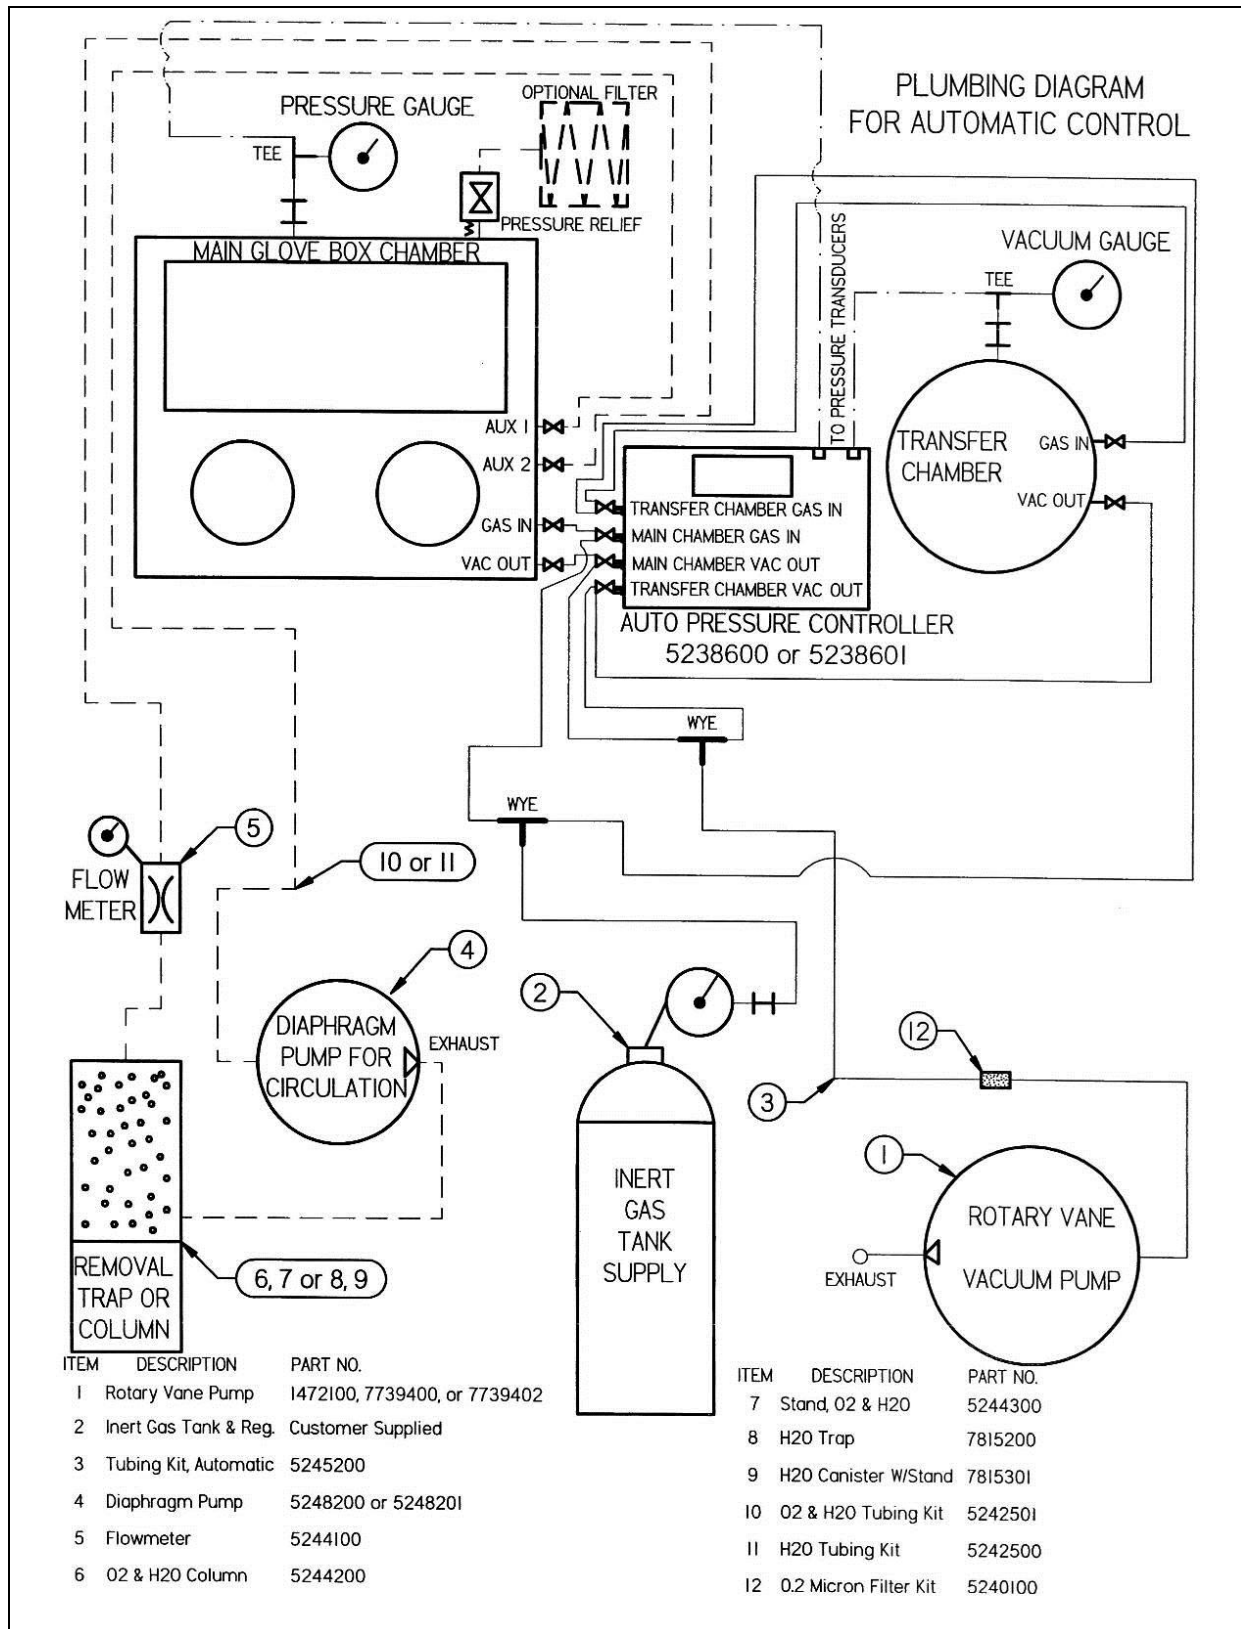 PLUMBING DIAGRAM
FOR AUTOMATIC CONTROL
OPTIONAL FILTER
PRESSURE GAUGE
TEE
PRESSURE RELIEF
MAIN GLOVE BOX CHAMBER
TO PRESSURE TRANSDUCERS
VACUUM GAUGE
TEE
AUX 1
AUX 2
GAS IN
VAC OUT
TRANSFER CHAMBER GAS IN
MAIN CHAMBER GAS IN
MAIN CHAMBER VAC OUT
TRANSFER CHAMBER VAC OUT
AUTO PRESSURE CONTROLLER
5238600 or 5238601
TRANSFER
CHAMBER
GAS IN
VAC OUT
WYE
WYE
5
10 or 11
FLOW
METER
4
2
DIAPHRAGM
PUMP FOR
CIRCULATION
EXHAUST
12
3
1
INERT
GAS
TANK
SUPPLY
ROTARY VANE
VACUUM PUMP
EXHAUST
REMOVAL
TRAP OR
COLUMN
6, 7 or 8, 9
ITEM DESCRIPTION PART NO.
1 Rotary Vane Pump 1472100, 7739400, or 7739402
2 Inert Gas Tank & Reg. Customer Supplied
3 Tubing Kit, Automatic 5245200
4 Diaphragm Pump 5248200 or 5248201
5 Flowmeter 5244100
6 O2 & H2O Column 5244200
ITEM DESCRIPTION PART NO.
7 Stand, O2 & H2O 5244300
8 H2O Trap 7815200
9 H2O Canister W/Stand 7815301
10 O2 & H2O Tubing Kit 5242501
11 H2O Tubing Kit 5242500
12 0.2 Micron Filter Kit 5240100